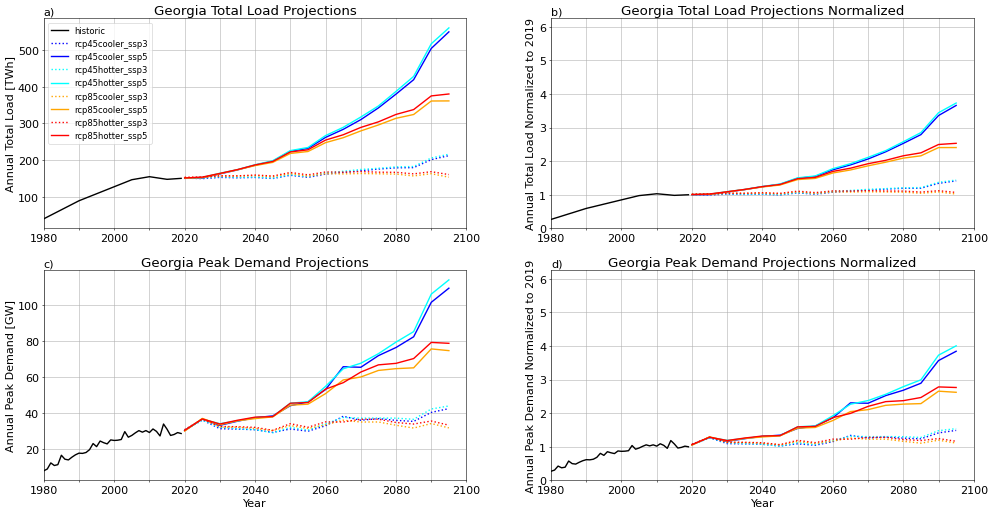 a)
Georgia Total Load Projections
Annual Total Load [TWh]
500
400
300
200
100
1980
2000
2020
2040
2060
2080
2100
historic
rcp45cooler_ssp3
rcp45cooler_ssp5
rcp45hotter_ssp3
rcp45hotter_ssp5
rcp85cooler_ssp3
rcp85cooler_ssp5
rcp85hotter_ssp3
rcp85hotter_ssp5
b)
Georgia Total Load Projections Normalized
Annual Total Load Normalized to 2019
6
5
4
3
2
1
0
1980
2000
2020
2040
2060
2080
2100
c)
Georgia Peak Demand Projections
Annual Peak Demand [GW]
100
80
60
40
20
1980
2000
2020
2040
2060
2080
2100
Year
d)
Georgia Peak Demand Projections Normalized
Annual Peak Demand Normalized to 2019
6
5
4
3
2
1
0
1980
2000
2020
2040
2060
2080
2100
Year